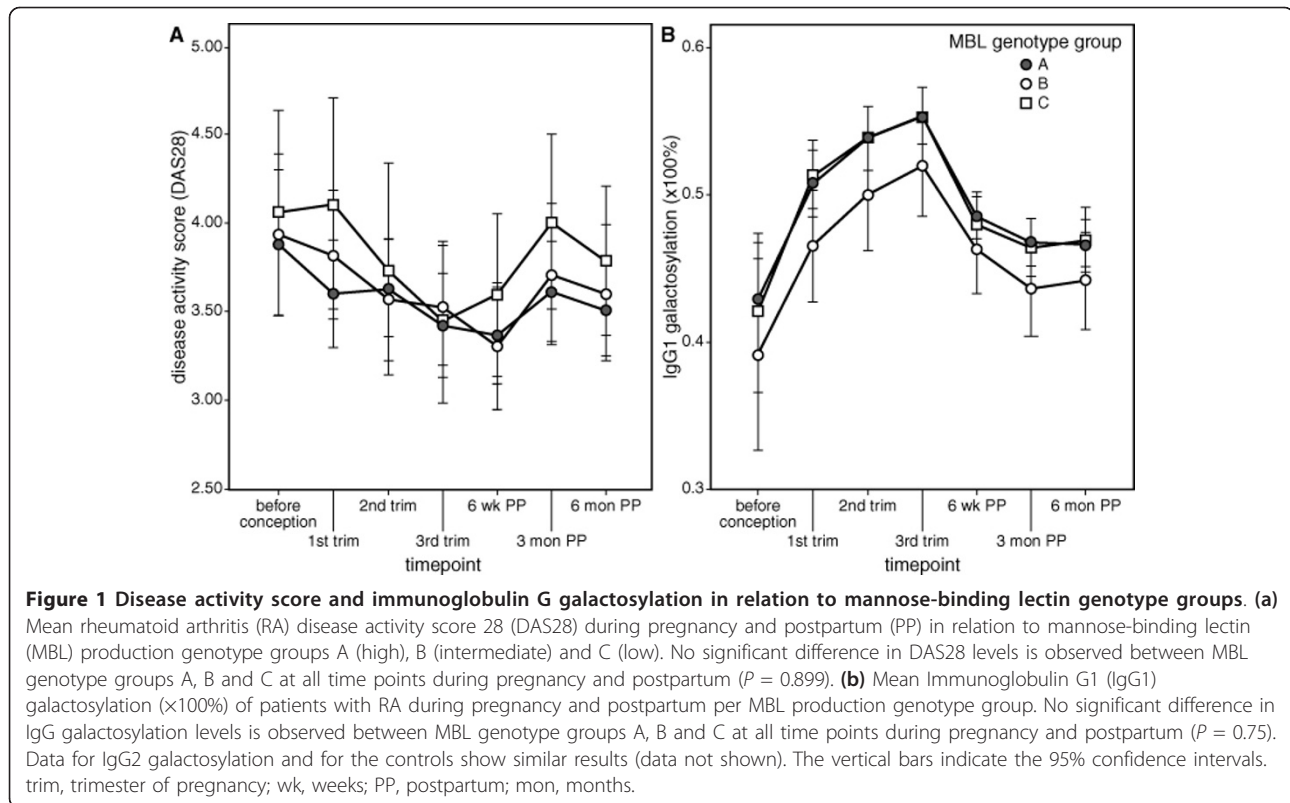 A
5.00
4.50
4.00
3.50
3.00
2.50
disease activity score (DAS28)
before conception
1st trim
2nd trim
3rd trim
6 wk PP
3 mon PP
6 mon PP
timepoint
B
0.6
0.5
0.4
0.3
IgG1 galactosylation (x100%)
MBL genotype group
A
B
C
before conception
1st trim
2nd trim
3rd trim
6 wk PP
3 mon PP
6 mon PP
timepoint
Figure 1 Disease activity score and immunoglobulin G galactosylation in relation to mannose-binding lectin genotype groups. (a)
Mean rheumatoid arthritis (RA) disease activity score 28 (DAS28) during pregnancy and postpartum (PP) in relation to mannose-binding lectin
(MBL) production genotype groups A (high), B (intermediate) and C (low). No significant difference in DAS28 levels is observed between MBL
genotype groups A, B and C at all time points during pregnancy and postpartum (P = 0.899). (b) Mean Immunoglobulin G1 (IgG1)
galactosylation (×100%) of patients with RA during pregnancy and postpartum per MBL production genotype group. No significant difference in
IgG galactosylation levels is observed between MBL genotype groups A, B and C at all time points during pregnancy and postpartum (P = 0.75).
Data for IgG2 galactosylation and for the controls show similar results (data not shown). The vertical bars indicate the 95% confidence intervals.
trim, trimester of pregnancy; wk, weeks; PP, postpartum; mon, months.